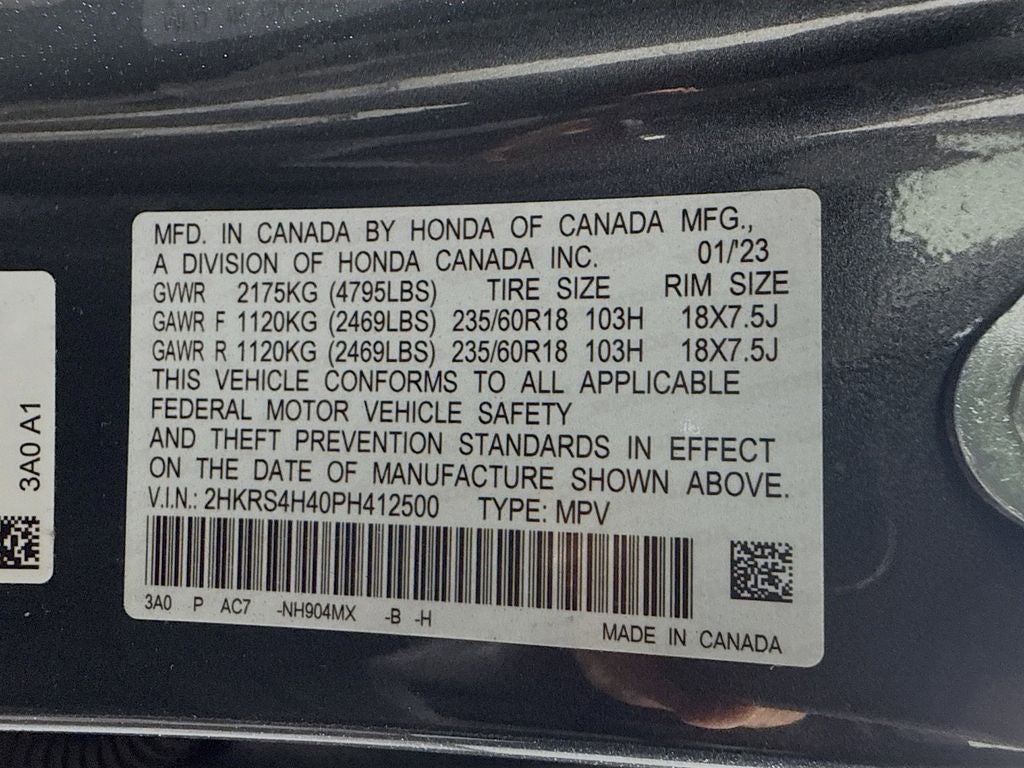 MFD. IN CANADA BY HONDA OF CANADA MFG.,
A DIVISION OF HONDA CANADA INC. 01/'23
GVWR 2175KG (4795LBS) TIRE SIZE RIM SIZE
GAWR F 1120KG (2469LBS) 235/60R18 103H 18X7.5J
GAWR R 1120KG (2469LBS) 235/60R18 103H 18X7.5J
THIS VEHICLE CONFORMS TO ALL APPLICABLE
FEDERAL MOTOR VEHICLE SAFETY
AND THEFT PREVENTION STANDARDS IN EFFECT
ON THE DATE OF MANUFACTURE SHOWN ABOVE.
V.I.N.: 2HKRS4H40PH412500 TYPE: MPV
3A0 P AC7 -NH904MX -B -H
MADE IN CANADA
3A0 A1